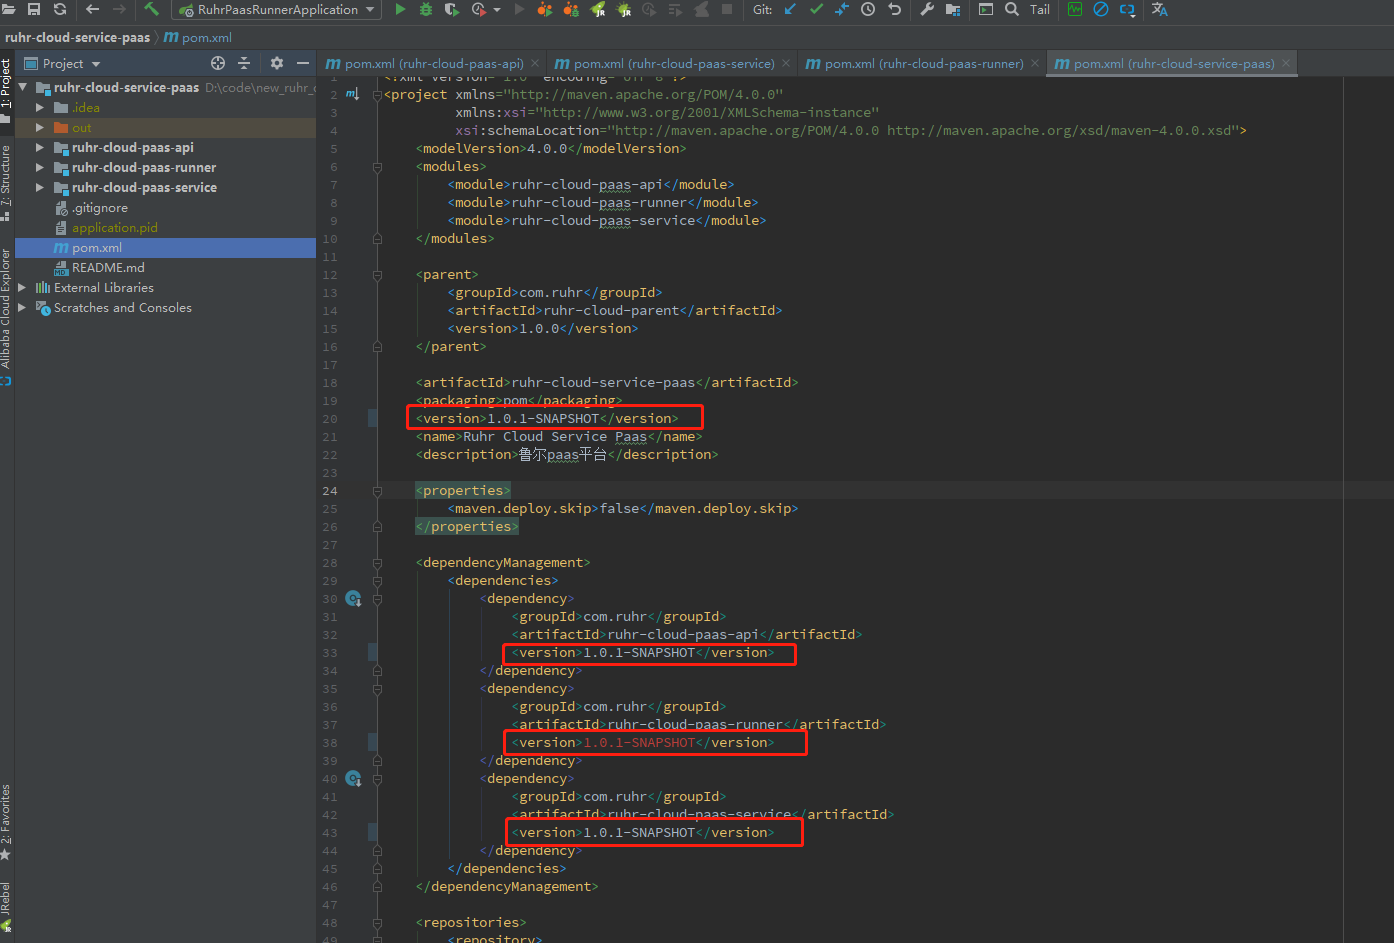 RuhrPaasRunnerApplication
Git:
Tail
ruhr-cloud-service-paas
pom.xml
Project
pom.xml (ruhr-cloud-paas-api)
pom.xml (ruhr-cloud-paas-service)
pom.xml (ruhr-cloud-paas-runner)
pom.xml (ruhr-cloud-service-paas)
1: Project
7: Structure
Alibaba Cloud Explorer
2: Favorites
JRebel
ruhr-cloud-service-paas D:\code\new_ruhr_c
.idea
out
ruhr-cloud-paas-api
ruhr-cloud-paas-runner
ruhr-cloud-paas-service
.gitignore
application.pid
pom.xml
README.md
External Libraries
Scratches and Consoles
1 <?xml version="1.0" encoding="UTF-8"?>
2 <project xmlns="http://maven.apache.org/POM/4.0.0"
3 xmlns:xsi="http://www.w3.org/2001/XMLSchema-instance"
4 xsi:schemaLocation="http://maven.apache.org/POM/4.0.0 http://maven.apache.org/xsd/maven-4.0.0.xsd">
5 <modelVersion>4.0.0</modelVersion>
6 <modules>
7 <module>ruhr-cloud-paas-api</module>
8 <module>ruhr-cloud-paas-runner</module>
9 <module>ruhr-cloud-paas-service</module>
10 </modules>
11
12 <parent>
13 <groupId>com.ruhr</groupId>
14 <artifactId>ruhr-cloud-parent</artifactId>
15 <version>1.0.0</version>
16 </parent>
17
18 <artifactId>ruhr-cloud-service-paas</artifactId>
19 <packaging>pom</packaging>
20 <version>1.0.1-SNAPSHOT</version>
21 <name>Ruhr Cloud Service Paas</name>
22 <description>鲁尔paas平台</description>
23
24 <properties>
25 <maven.deploy.skip>false</maven.deploy.skip>
26 </properties>
27
28 <dependencyManagement>
29 <dependencies>
30 <dependency>
31 <groupId>com.ruhr</groupId>
32 <artifactId>ruhr-cloud-paas-api</artifactId>
33 <version>1.0.1-SNAPSHOT</version>
34 </dependency>
35 <dependency>
36 <groupId>com.ruhr</groupId>
37 <artifactId>ruhr-cloud-paas-runner</artifactId>
38 <version>1.0.1-SNAPSHOT</version>
39 </dependency>
40 <dependency>
41 <groupId>com.ruhr</groupId>
42 <artifactId>ruhr-cloud-paas-service</artifactId>
43 <version>1.0.1-SNAPSHOT</version>
44 </dependency>
45 </dependencies>
46 </dependencyManagement>
47
48 <repositories>
49 <repository>